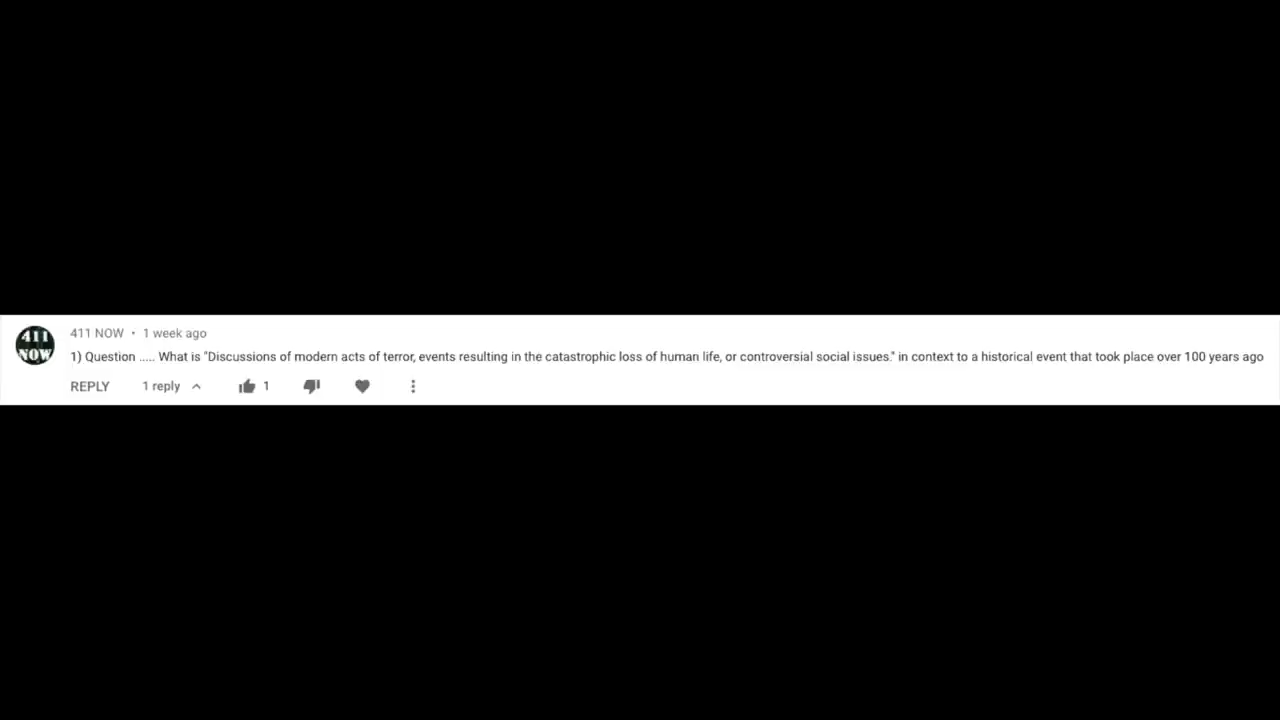 411 NOW
411 NOW • 1 week ago
1) Question ..... What is "Discussions of modern acts of terror, events resulting in the catastrophic loss of human life, or controversial social issues." in context to a historical event that took place over 100 years ago
REPLY 1 reply 1